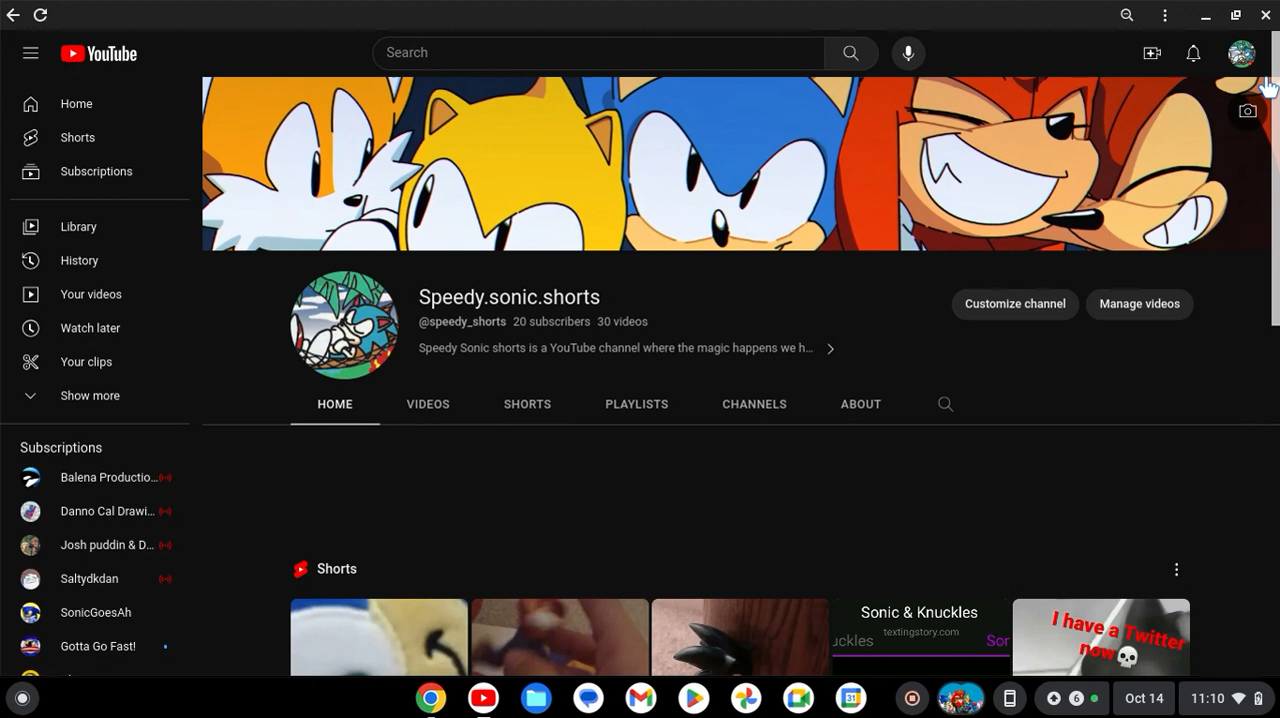 YouTube
Search
Home
Shorts
Subscriptions
Library
History
Your videos
Watch later
Your clips
Show more
Subscriptions
Balena Productio...
Danno Cal Drawi...
Josh puddin & D...
Saltydkdan
SonicGoesAh
Gotta Go Fast!
Speedy.sonic.shorts
@speedy_shorts 20 subscribers 30 videos
Speedy Sonic shorts is a YouTube channel where the magic happens we h...
Customize channel
Manage videos
HOME VIDEOS SHORTS PLAYLISTS CHANNELS ABOUT
Shorts
Sonic & Knuckles
textingstory.com
uckles Sor
I have a Twitter
now
31
6
Oct 14
11:10